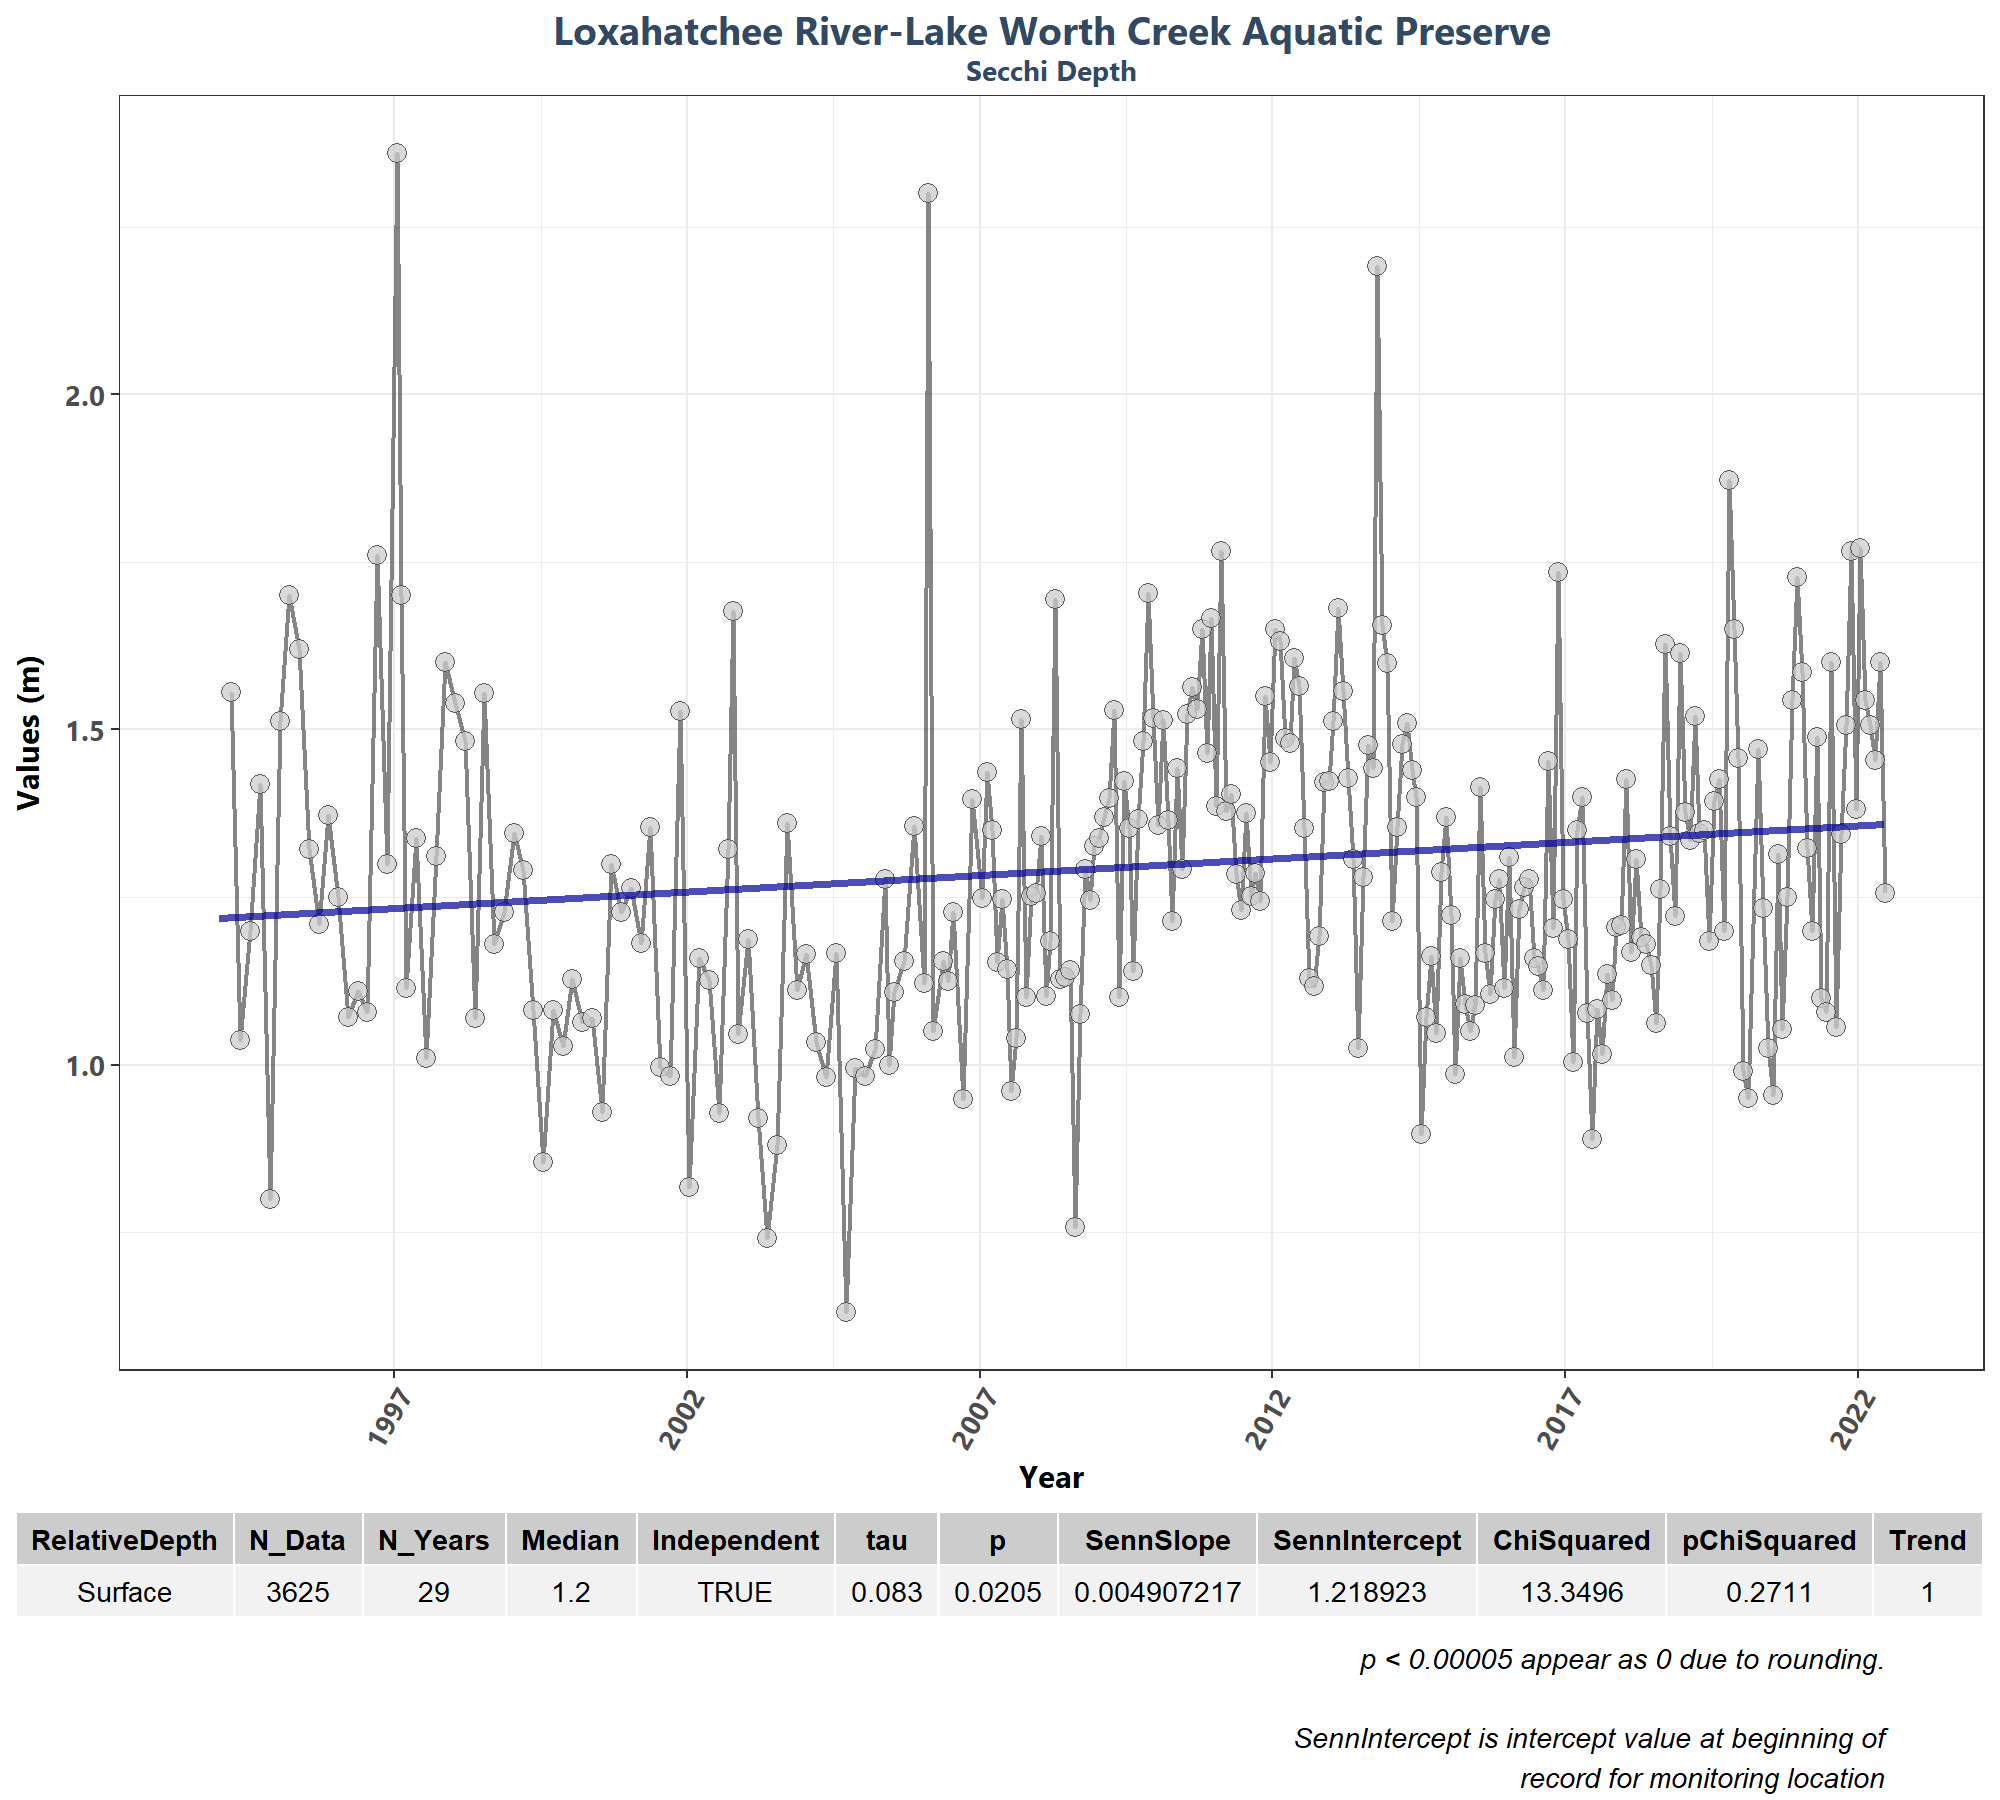 Loxahatchee River-Lake Worth Creek Aquatic Preserve
Secchi Depth
Values (m)
2.0
1.5
1.0
1997 2002 2007 2012 2017 2022
Year
RelativeDepth N_Data N_Years Median Independent tau p SennSlope SennIntercept ChiSquared pChiSquared Trend
Surface 3625 29 1.2 TRUE 0.083 0.0205 0.004907217 1.218923 13.3496 0.2711 1
p < 0.00005 appear as 0 due to rounding.
SennIntercept is intercept value at beginning of
record for monitoring location